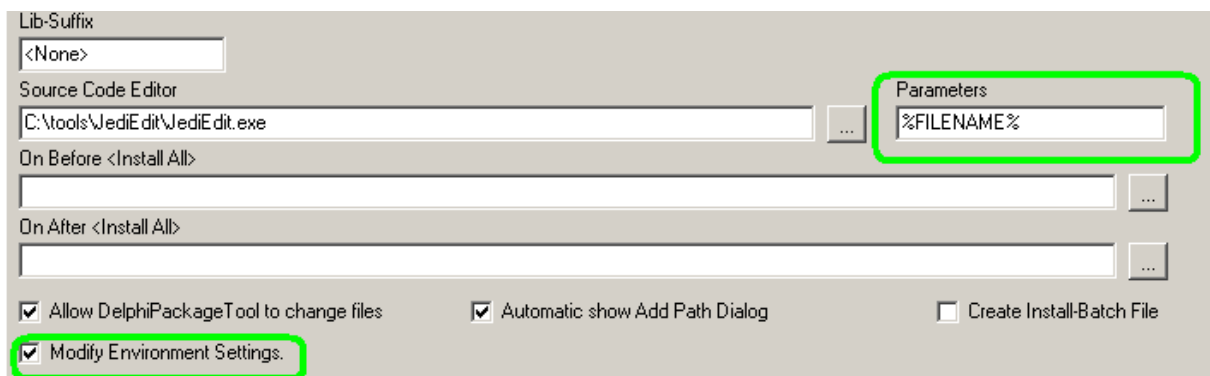 Lib-Suffix
<None>
Source Code Editor
Parameters
C:\tools\JediEdit\JediEdit.exe
...
%FILENAME%
On Before <Install All>
...
On After <Install All>
...
Allow DelphiPackageTool to change files
Automatic show Add Path Dialog
Create Install-Batch File
Modify Environment Settings.